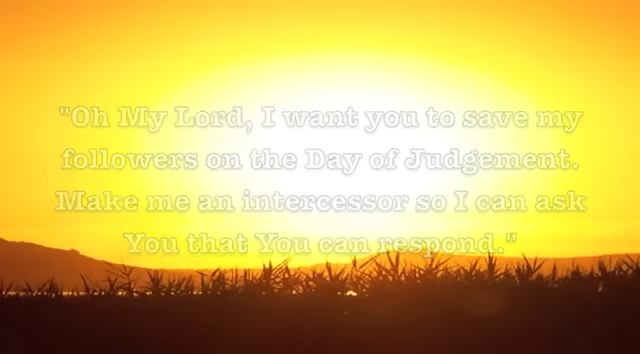 "Oh My Lord, I want you to save my
followers on the Day of Judgement.
Make me an intercessor so I can ask
You that You can respond."